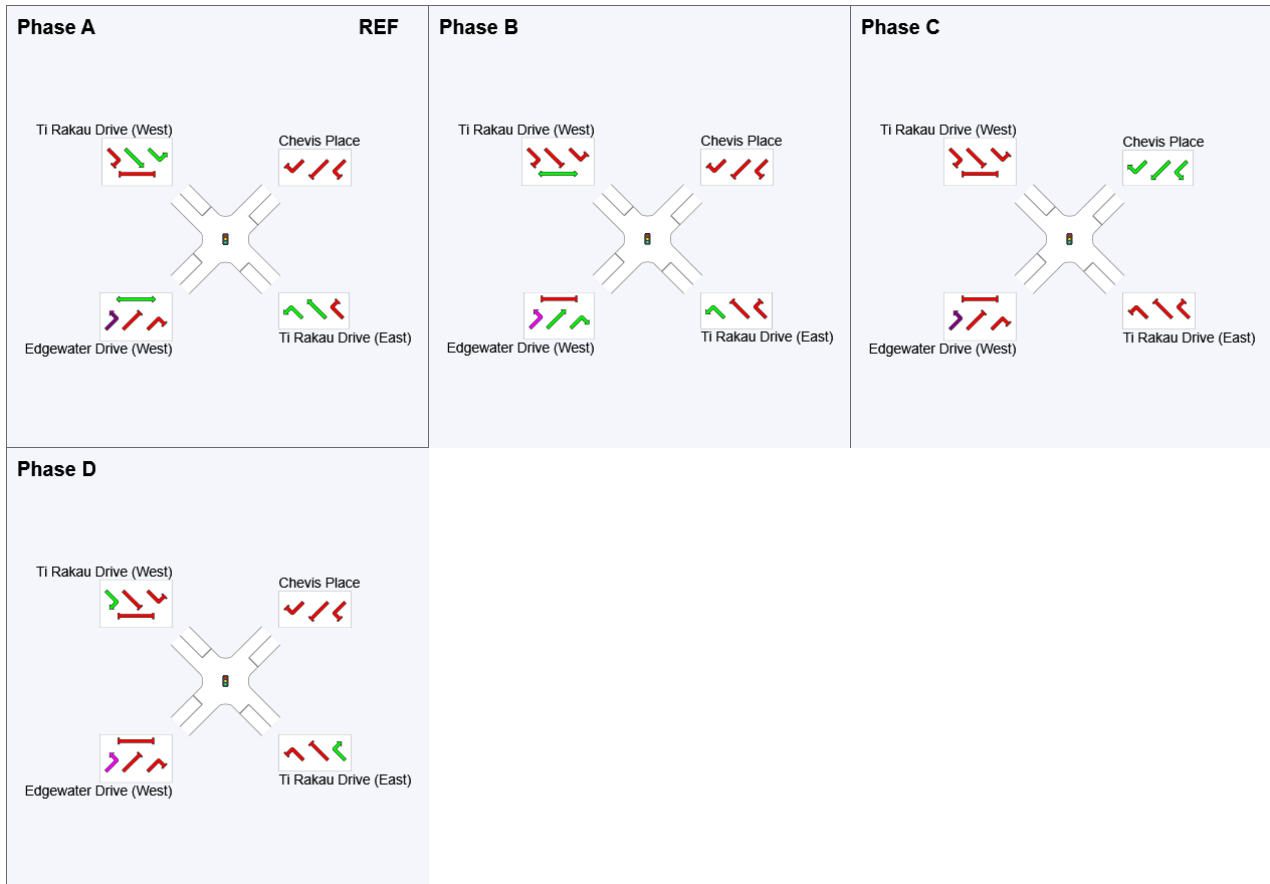 Phase A
REF
Phase B
Phase C
Ti Rakau Drive (West)
Chevis Place
Ti Rakau Drive (West)
Chevis Place
Ti Rakau Drive (West)
Chevis Place
Edgewater Drive (West)
Ti Rakau Drive (East)
Edgewater Drive (West)
Ti Rakau Drive (East)
Edgewater Drive (West)
Ti Rakau Drive (East)
Phase D
Ti Rakau Drive (West)
Chevis Place
Edgewater Drive (West)
Ti Rakau Drive (East)